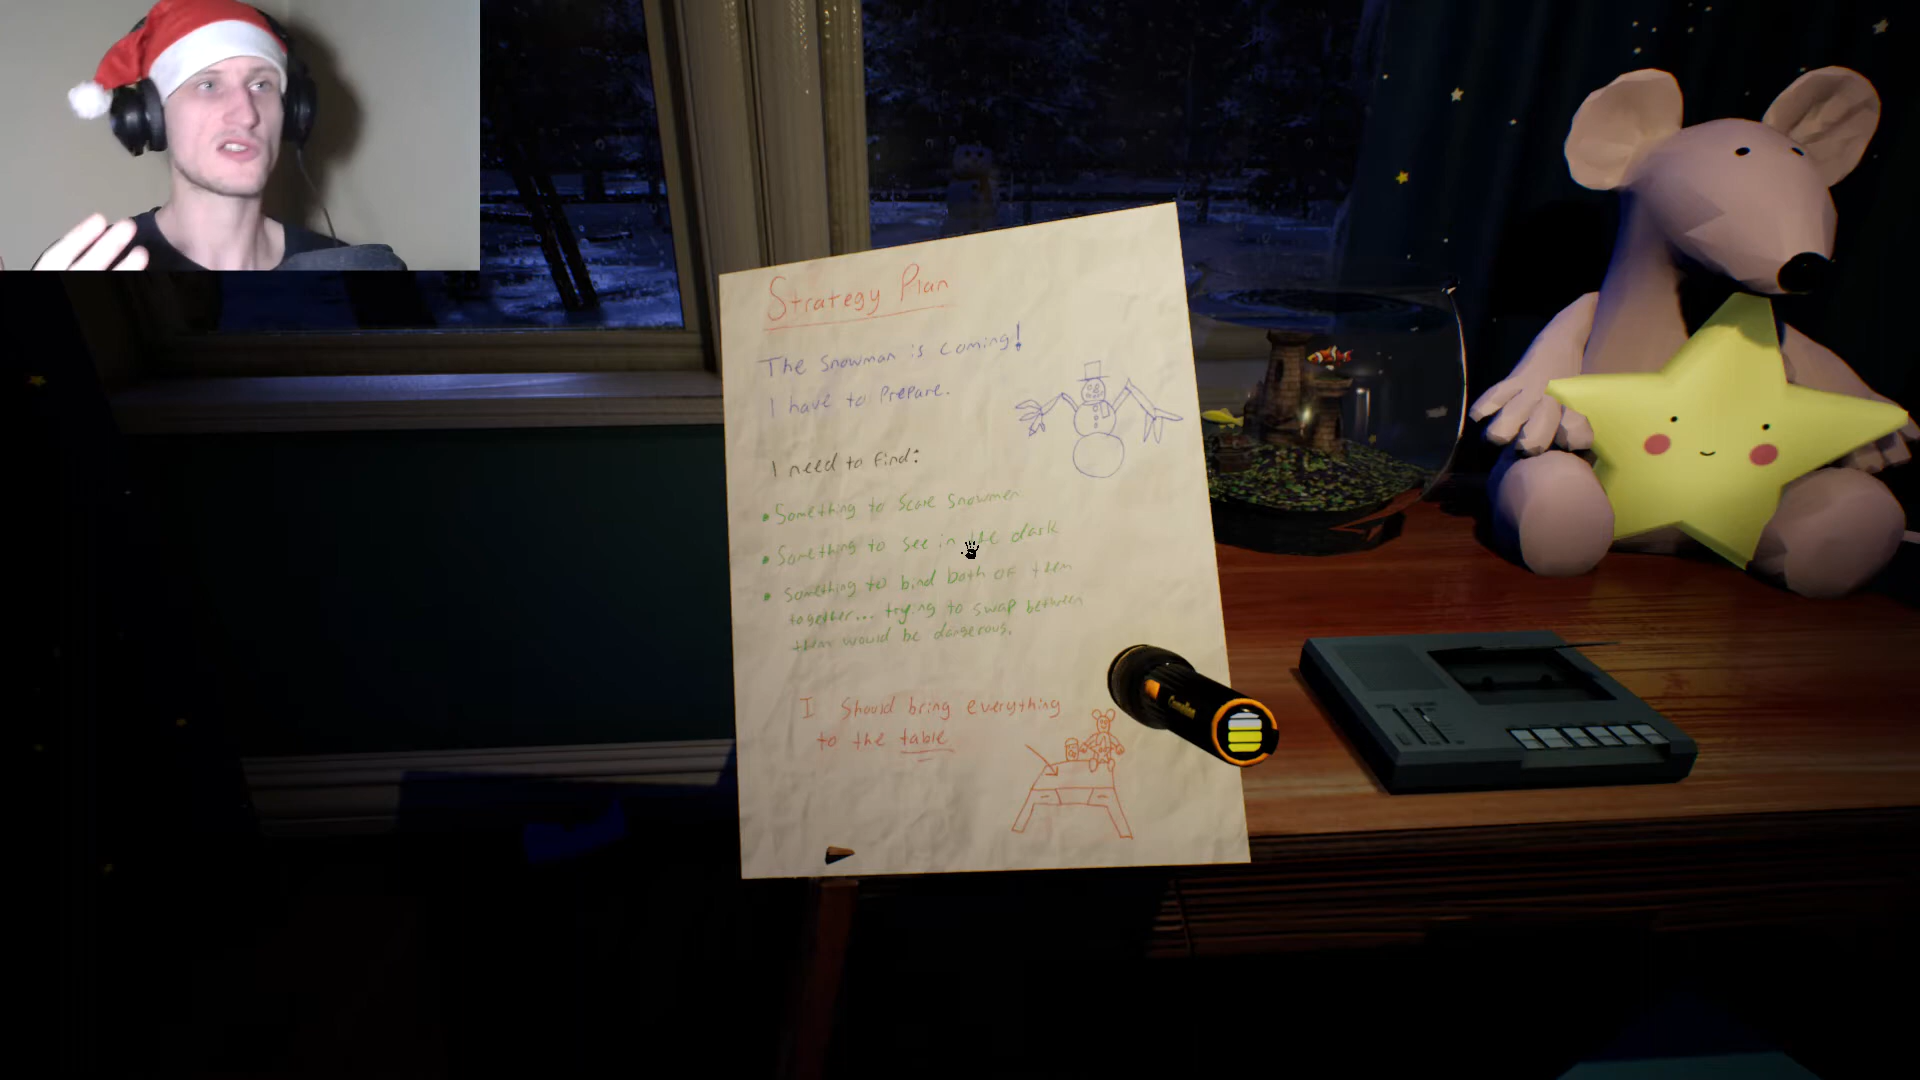 Strategy Plan
The snowman is coming!
I have to prepare.
I need to find:
• Something to scare snowmen
• Something to see in the dark
• Something to bind both of them
together... trying to swap between
them would be dangerous.
I should bring everything
to the table